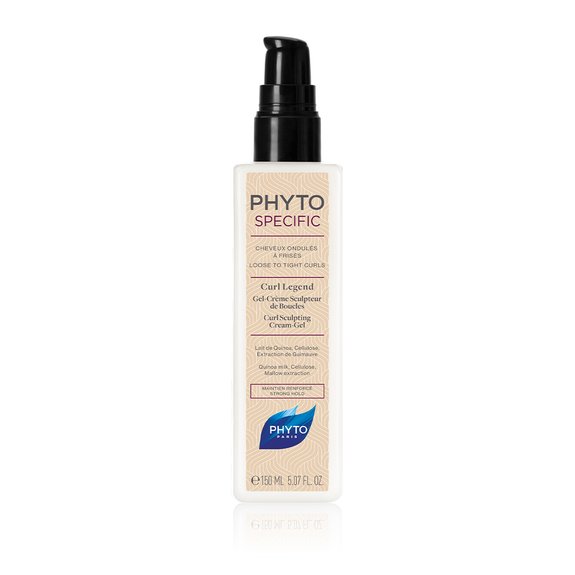 PHYTO
SPECIFIC
CHEVEUX ONDULÉS
À FRISÉS
LOOSE TO TIGHT CURLS
Curl Legend
Gel-Crème Sculpteur
de Boucles
Curl Sculpting
Cream-Gel
Lait de Quinoa, Cellulose,
Extraction de Guimauve
Quinoa milk, Cellulose,
Mallow extraction
MAINTIEN RENFORCÉ
STRONG HOLD
PHYTO
PARIS
℮ 150 ML 5.07 FL. OZ.